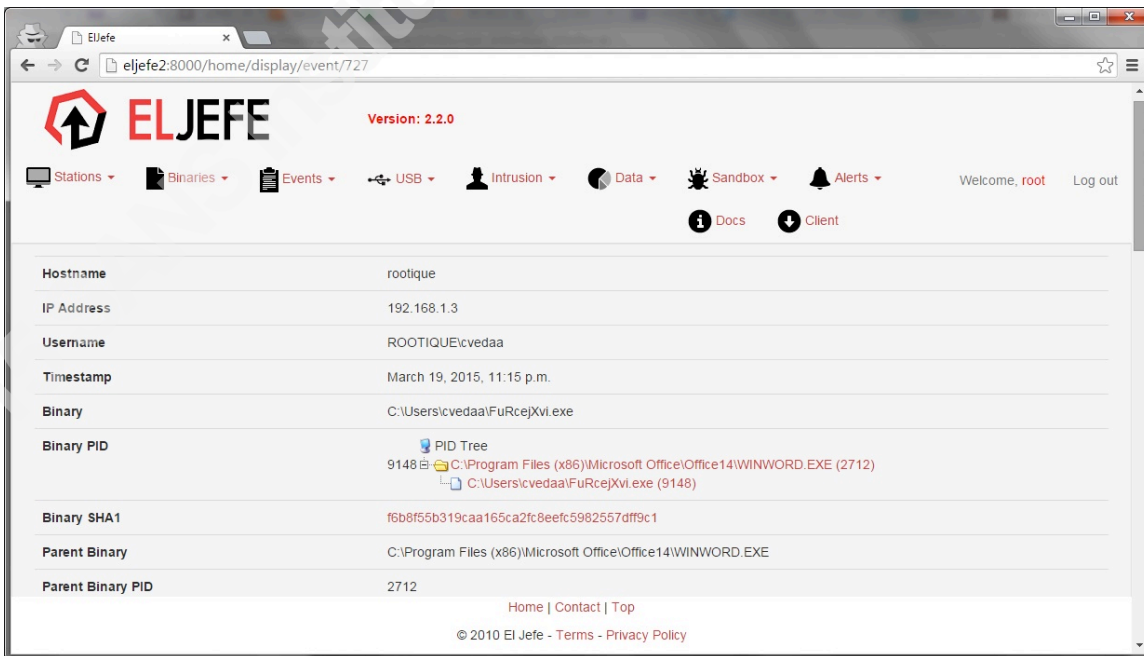 ElJefe
eljefe2:8000/home/display/event/727
ELJEFE
Version: 2.2.0
Stations Binaries Events USB Intrusion Data Sandbox Alerts Welcome, root Log out
Docs Client
Hostname rootique
IP Address 192.168.1.3
Username ROOTIQUE\cvedaa
Timestamp March 19, 2015, 11:15 p.m.
Binary C:\Users\cvedaa\FuRcejXvi.exe
Binary PID PID Tree
9148 C:\Program Files (x86)\Microsoft Office\Office14\WINWORD.EXE (2712)
C:\Users\cvedaa\FuRcejXvi.exe (9148)
Binary SHA1 f6b8f55b319caa165ca2fc8eefc5982557dff9c1
Parent Binary C:\Program Files (x86)\Microsoft Office\Office14\WINWORD.EXE
Parent Binary PID 2712
Home | Contact | Top
© 2010 El Jefe - Terms - Privacy Policy